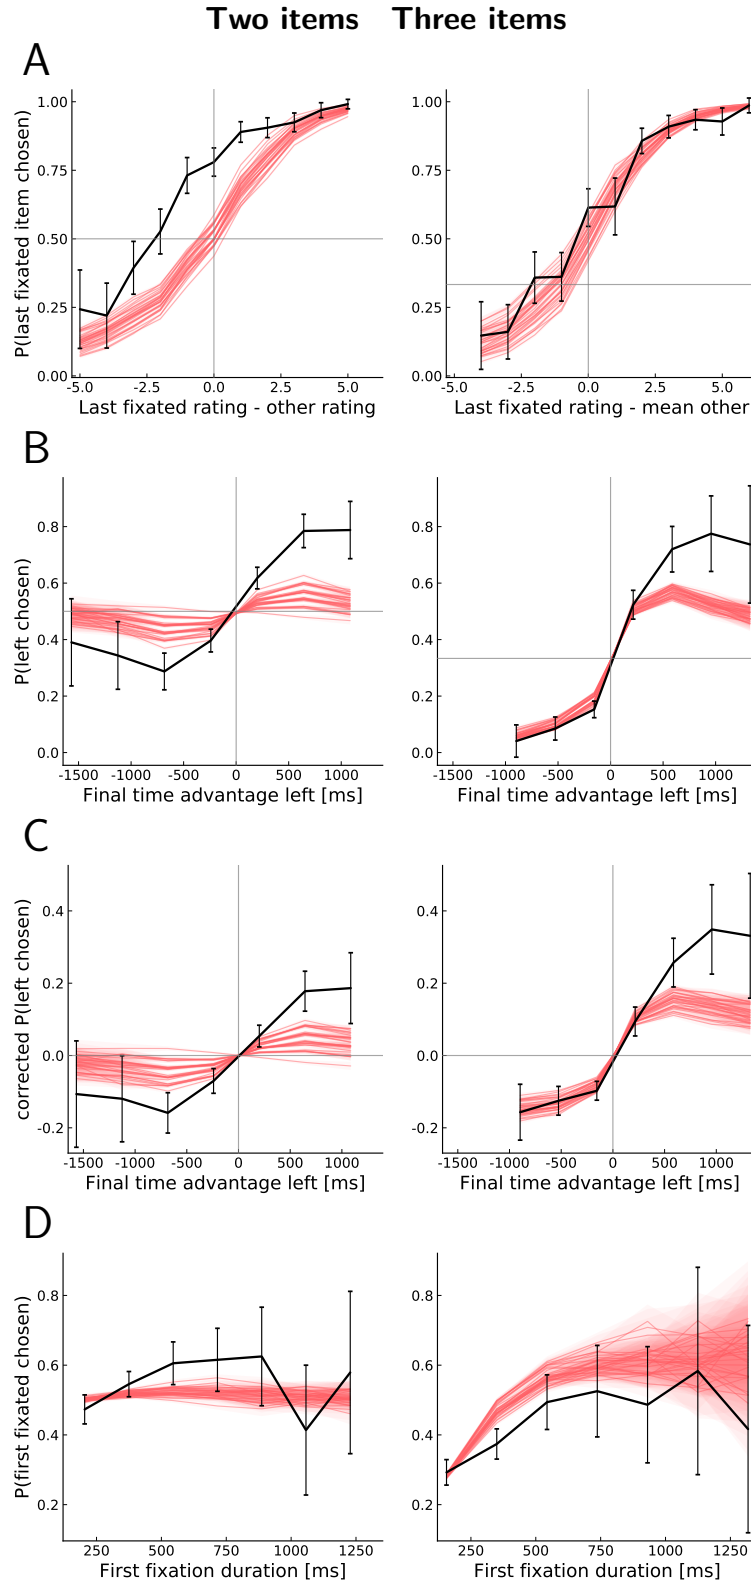 Two items Three items
A
P(last fixated item chosen)
1.00
0.75
0.50
0.25
0.00
-5.0 -2.5 0.0 2.5 5.0
Last fixated rating - other rating
1.00
0.75
0.50
0.25
0.00
-5.0 -2.5 0.0 2.5 5.0
Last fixated rating - mean other
B
P(left chosen)
0.8
0.6
0.4
0.2
0.0
-1500 -1000 -500 0 500 1000
Final time advantage left [ms]
0.8
0.6
0.4
0.2
0.0
-1500 -1000 -500 0 500 1000
Final time advantage left [ms]
C
corrected P(left chosen)
0.4
0.2
0.0
-0.2
-1500 -1000 -500 0 500 1000
Final time advantage left [ms]
0.4
0.2
0.0
-0.2
-1500 -1000 -500 0 500 1000
Final time advantage left [ms]
D
P(first fixated chosen)
0.8
0.6
0.4
0.2
250 500 750 1000 1250
First fixation duration [ms]
0.8
0.6
0.4
0.2
250 500 750 1000 1250
First fixation duration [ms]